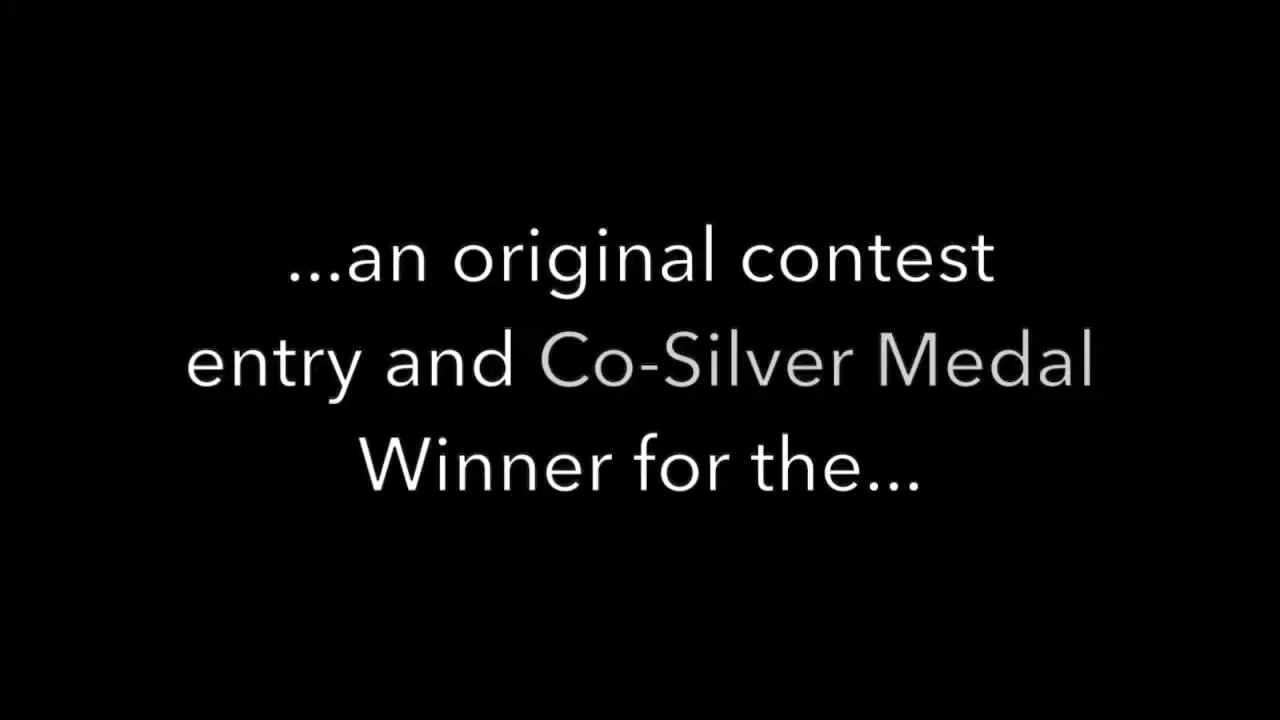 ...an original contest
entry and Co-Silver Medal
Winner for the...